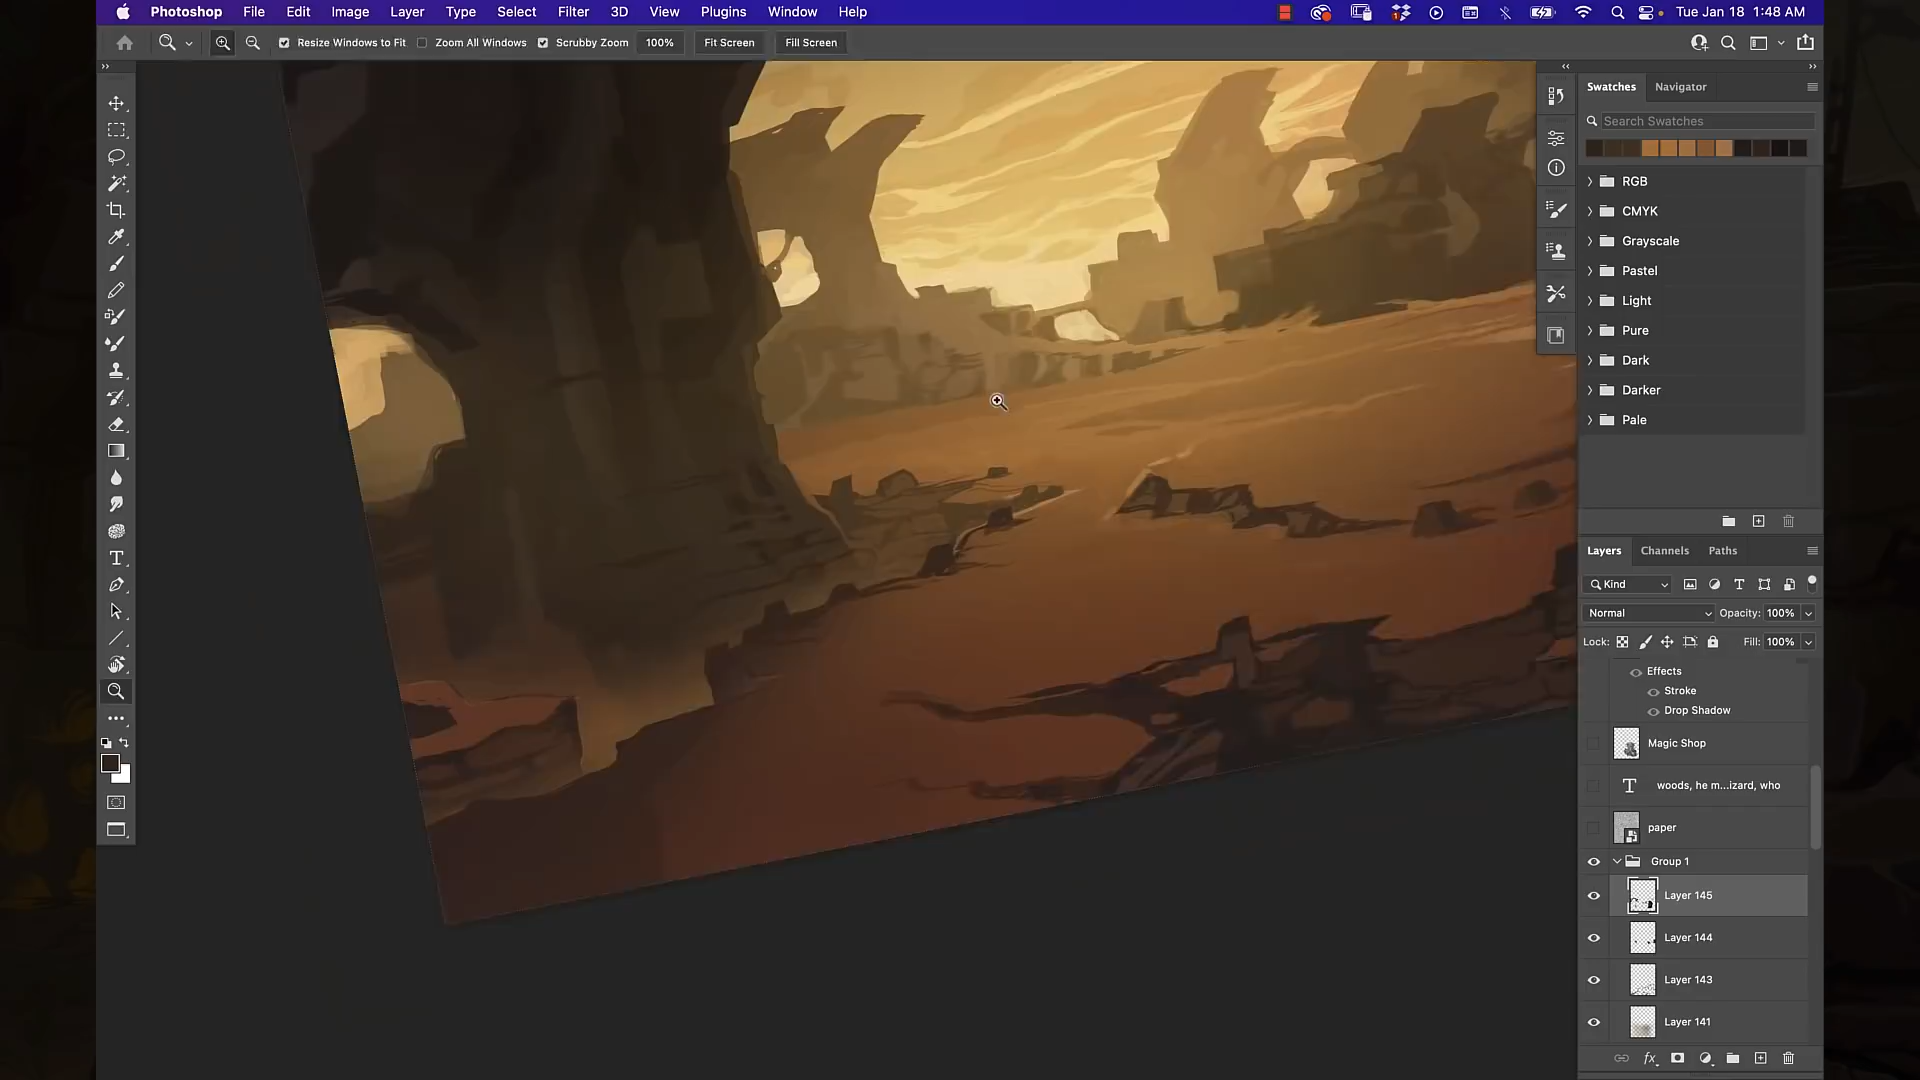 Photoshop File Edit Image Layer Type Select Filter 3D View Plugins Window Help Tue Jan 18 1:48 AM
Resize Windows to Fit Zoom All Windows Scrubby Zoom 100% Fit Screen Fill Screen
Swatches Navigator
Search Swatches
RGB
CMYK
Grayscale
Pastel
Light
Pure
Dark
Darker
Pale
Layers Channels Paths
Kind
Normal Opacity: 100%
Lock: Fill: 100%
Effects
Stroke
Drop Shadow
Magic Shop
woods, he m...izard, who
paper
Group 1
Layer 145
Layer 144
Layer 143
Layer 141